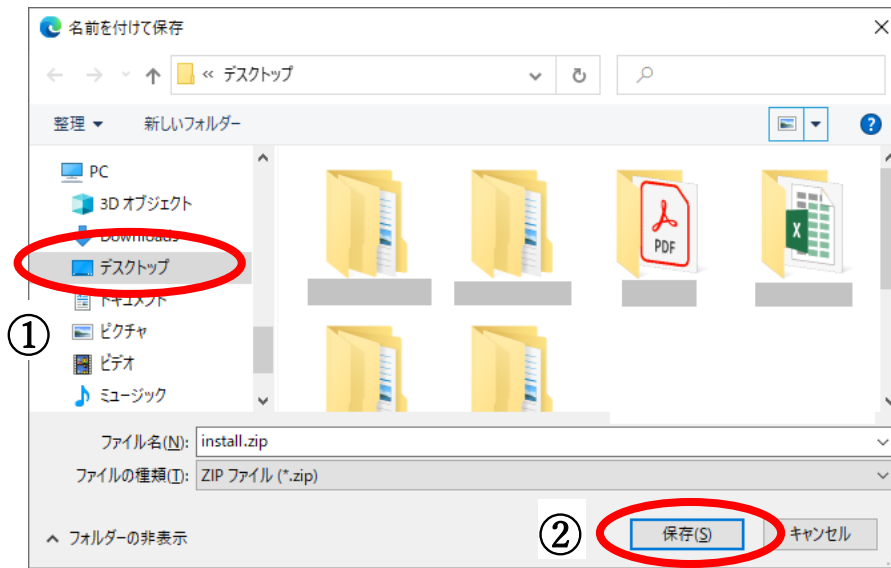 名前を付けて保存
« デスクトップ
整理 新しいフォルダー
PC
3D オブジェクト
Downloads
デスクトップ
ドキュメント
①
ピクチャ
ビデオ
ミュージック
PDF
X
ファイル名(N): install.zip
ファイルの種類(T): ZIP ファイル (*.zip)
フォルダーの非表示
②
保存(S)
キャンセル